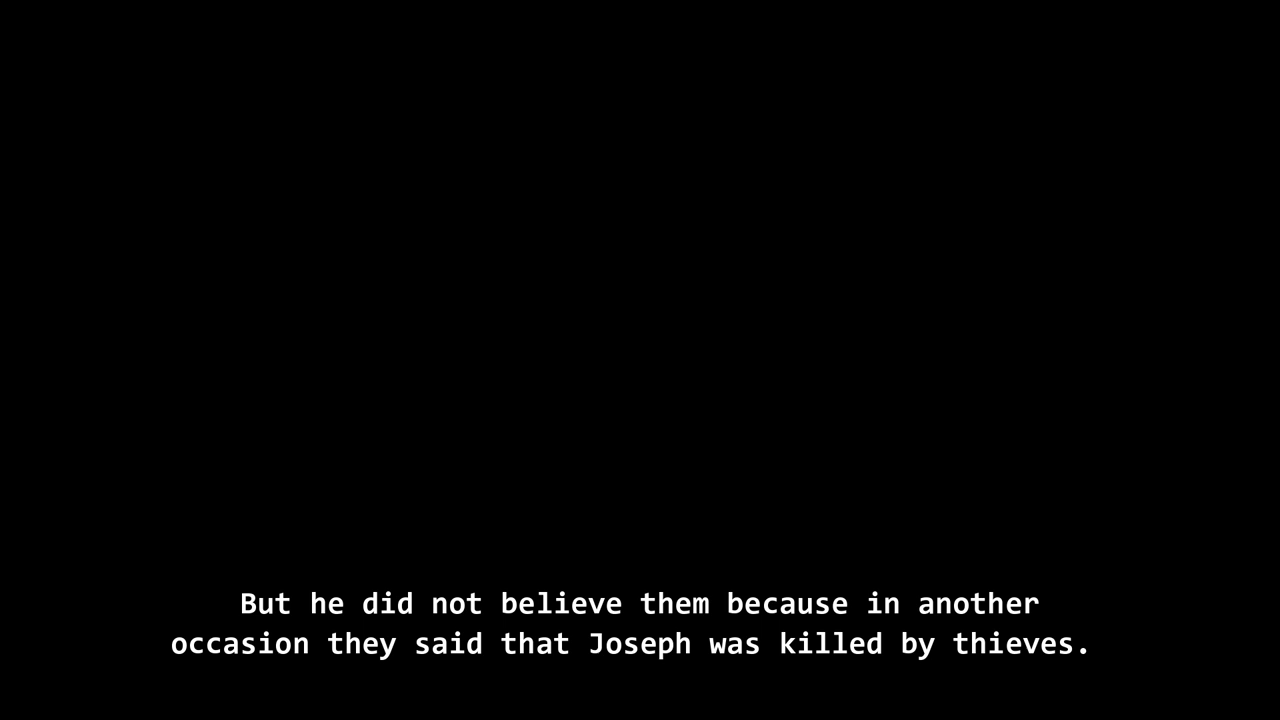 But he did not believe them because in another
occasion they said that Joseph was killed by thieves.